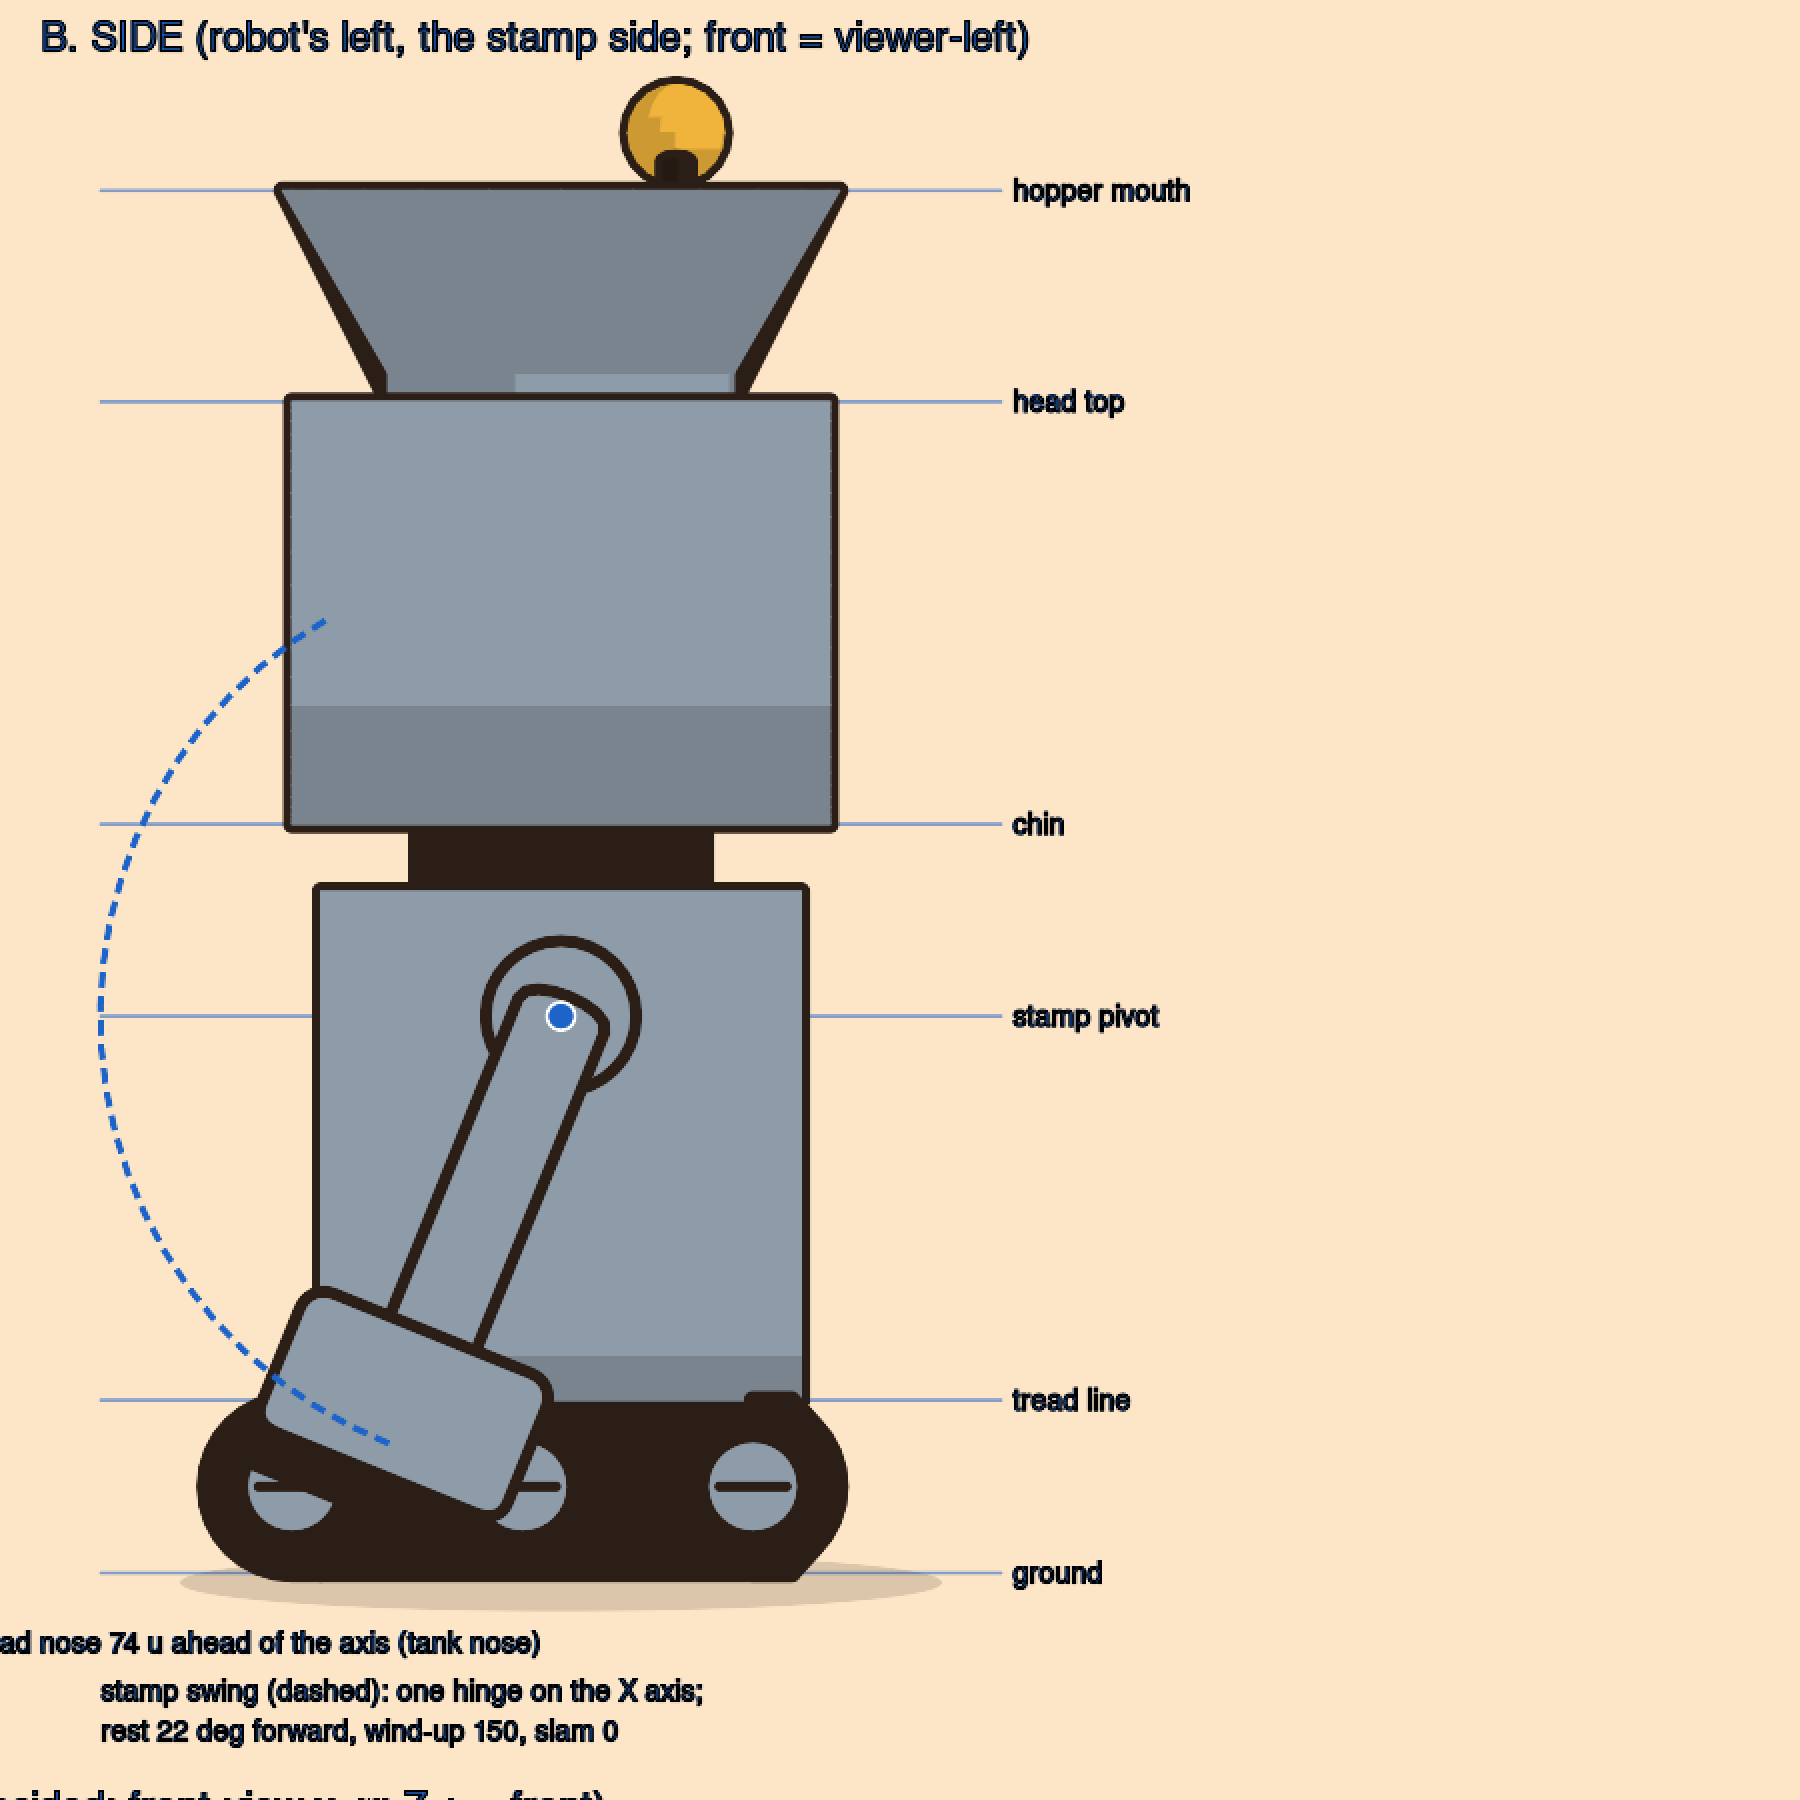 B. SIDE (robot's left, the stamp side; front = viewer-left)
hopper mouth
head top
chin
stamp pivot
tread line
ground
ad nose 74 u ahead of the axis (tank nose)
stamp swing (dashed): one hinge on the X axis;
rest 22 deg forward, wind-up 150, slam 0